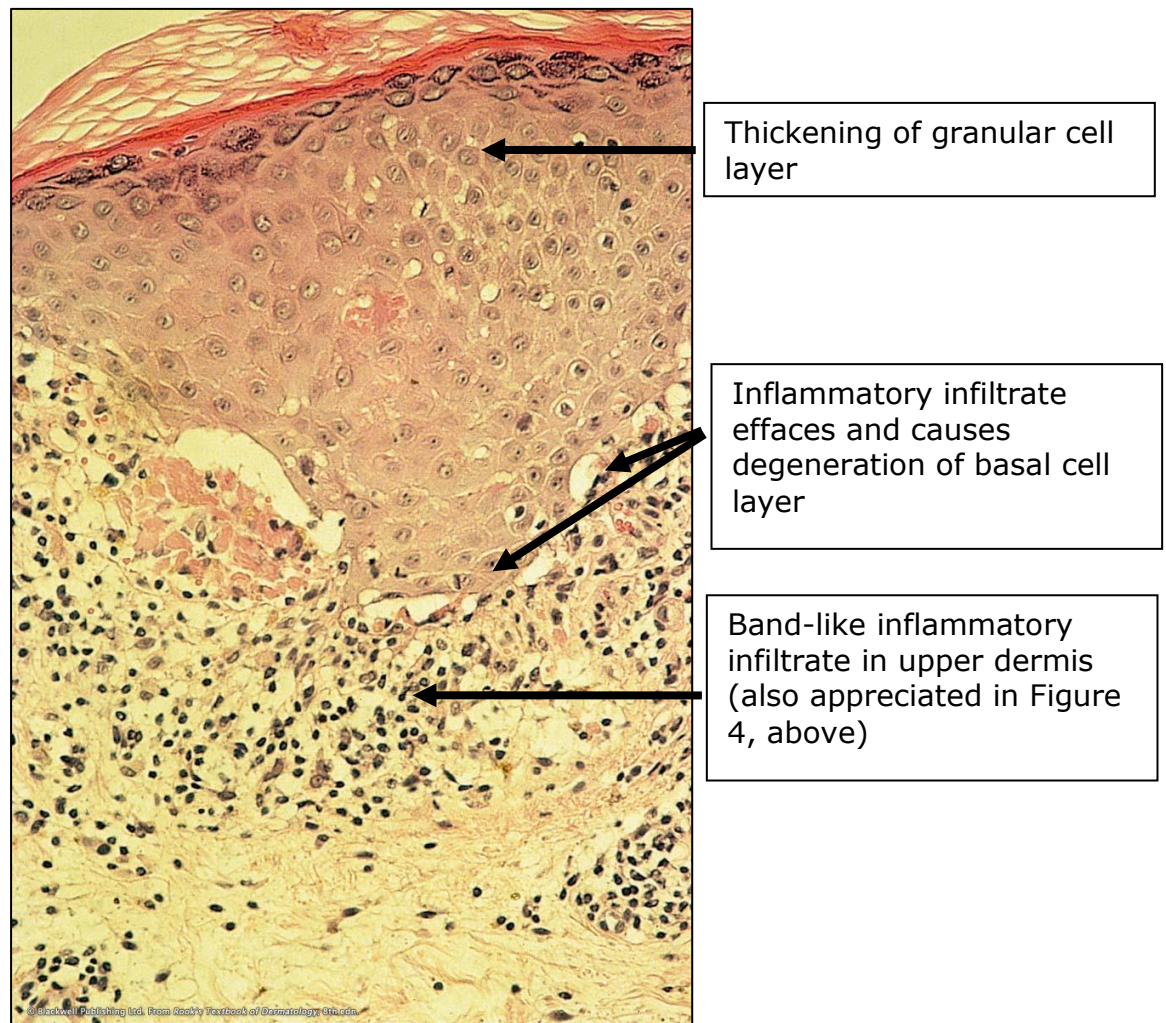 Thickening of granular cell
layer
Inflammatory infiltrate
effaces and causes
degeneration of basal cell
layer
Band-like inflammatory
infiltrate in upper dermis
(also appreciated in Figure
4, above)
© Blackwell Publishing Ltd. From Rook's Textbook of Dermatology, 8th edn.